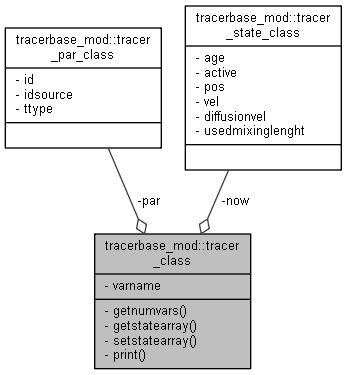 tracerbase_mod::tracer
_par_class
- id
- idsource
- ttype
tracerbase_mod::tracer
_state_class
- age
- active
- pos
- vel
- diffusionvel
- usedmixinglenght
-par
-now
tracerbase_mod::tracer
_class
- varname
- getnumvars()
- getstatearray()
- setstatearray()
- print()